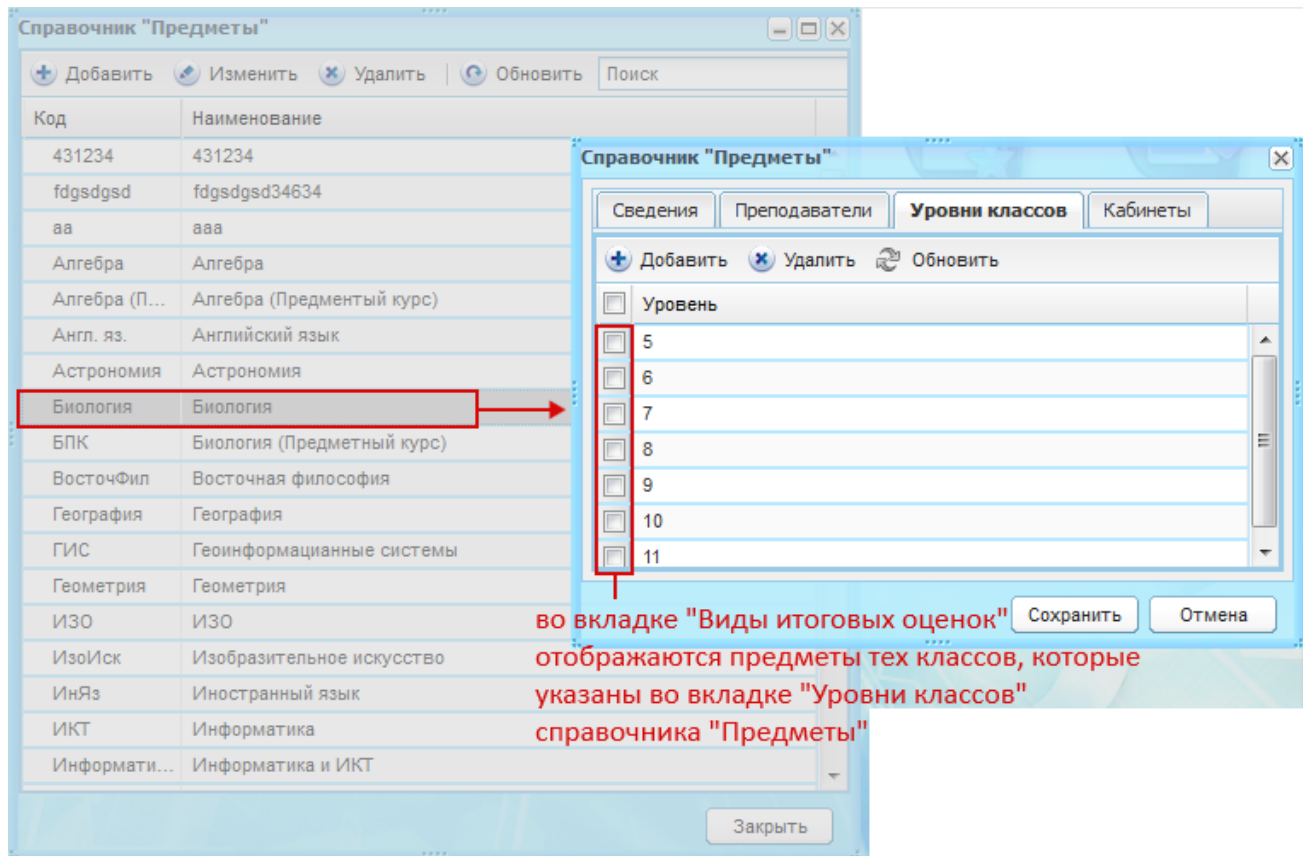 Справочник "Предметы"
Добавить Изменить Удалить Обновить Поиск
Код Наименование
431234 431234
fdgsdgsd fdgsdgsd34634
aa aaa
Алгебра Алгебра
Алгебра (П... Алгебра (Предментый курс)
Англ. яз. Английский язык
Астрономия Астрономия
Биология Биология
БПК Биология (Предметный курс)
ВосточФил Восточная философия
География География
ГИС Геоинформацианные системы
Геометрия Геометрия
ИЗО ИЗО
ИзоИск Изобразительное искусство
ИнЯз Иностранный язык
ИКТ Информатика
Информати... Информатика и ИКТ
Закрыть
Справочник "Предметы"
Сведения Преподаватели Уровни классов Кабинеты
Добавить Удалить Обновить
Уровень
5
6
7
8
9
10
11
Сохранить Отмена
во вкладке "Виды итоговых оценок"
отображаются предметы тех классов, которые
указаны во вкладке "Уровни классов"
справочника "Предметы"